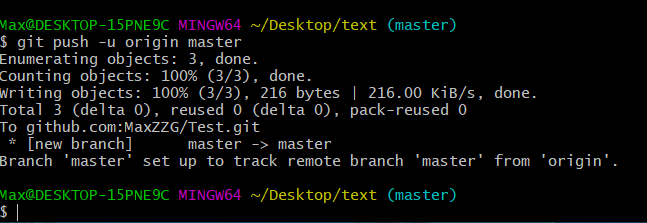 Max@DESKTOP-15PNE9C MINGW64 ~/Desktop/text (master)
$ git push -u origin master
Enumerating objects: 3, done.
Counting objects: 100% (3/3), done.
Writing objects: 100% (3/3), 216 bytes | 216.00 KiB/s, done.
Total 3 (delta 0), reused 0 (delta 0), pack-reused 0
To github.com:MaxZZG/Test.git
 * [new branch]      master -> master
Branch 'master' set up to track remote branch 'master' from 'origin'.
Max@DESKTOP-15PNE9C MINGW64 ~/Desktop/text (master)
$